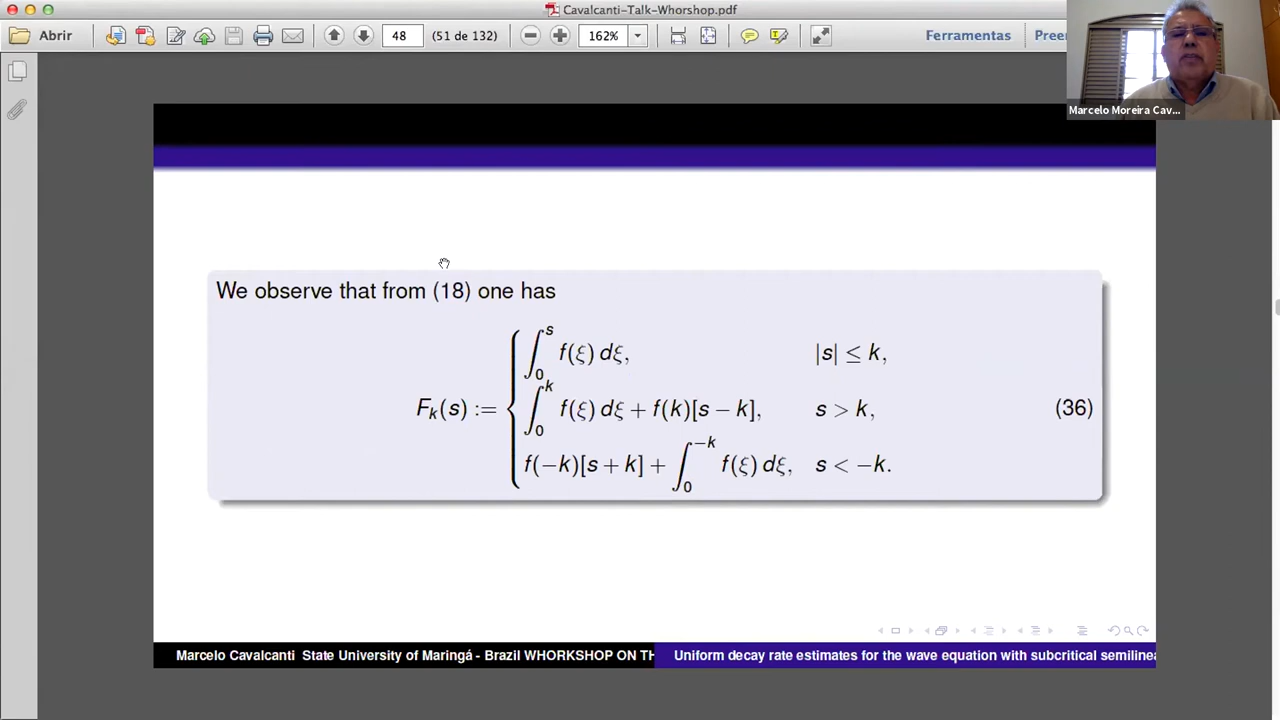 Cavalcanti-Talk-Whorshop.pdf
Abrir
48
(51 de 132)
162%
Ferramentas
Preen
Marcelo Moreira Cav...
We observe that from (18) one has
F_k(s) := { ∫_0^s f(ξ) dξ, |s| ≤ k,
∫_0^k f(ξ) dξ + f(k)[s − k], s > k,
f(−k)[s + k] + ∫_0^{−k} f(ξ) dξ, s < −k.
(36)
Marcelo Cavalcanti State University of Maringá - Brazil WHORKSHOP ON TH
Uniform decay rate estimates for the wave equation with subcritical semiline